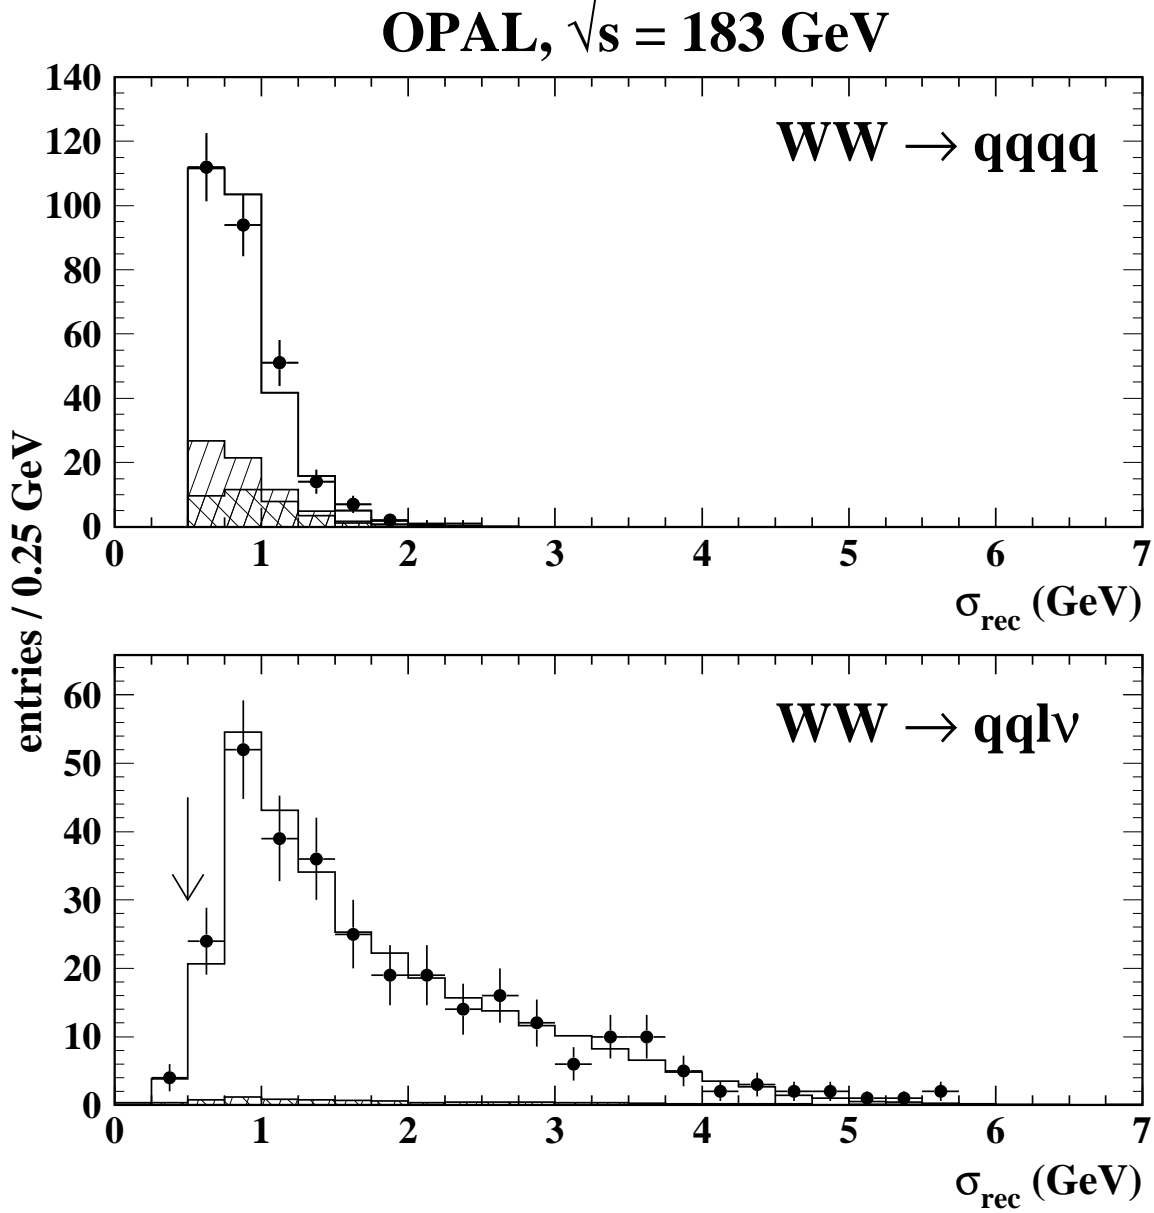 OPAL, √s = 183 GeV
WW → qqqq
140
120
100
80
60
40
20
0
0 1 2 3 4 5 6 7
σrec (GeV)
entries / 0.25 GeV
WW → qqlν
60
50
40
30
20
10
0
0 1 2 3 4 5 6 7
σrec (GeV)